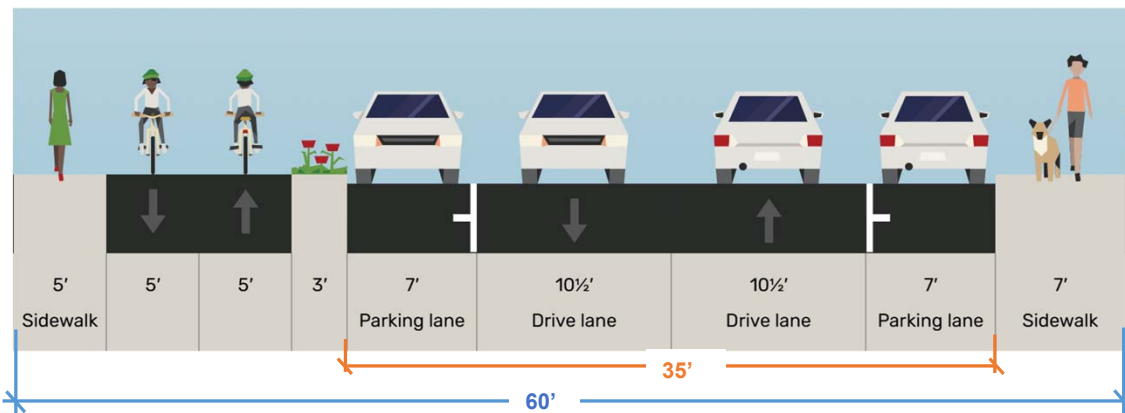 5′ 5′ 5′ 3′ 7′ 10½′ 10½′ 7′ 7′
Sidewalk Parking lane Drive lane Drive lane Parking lane Sidewalk
35’
60’